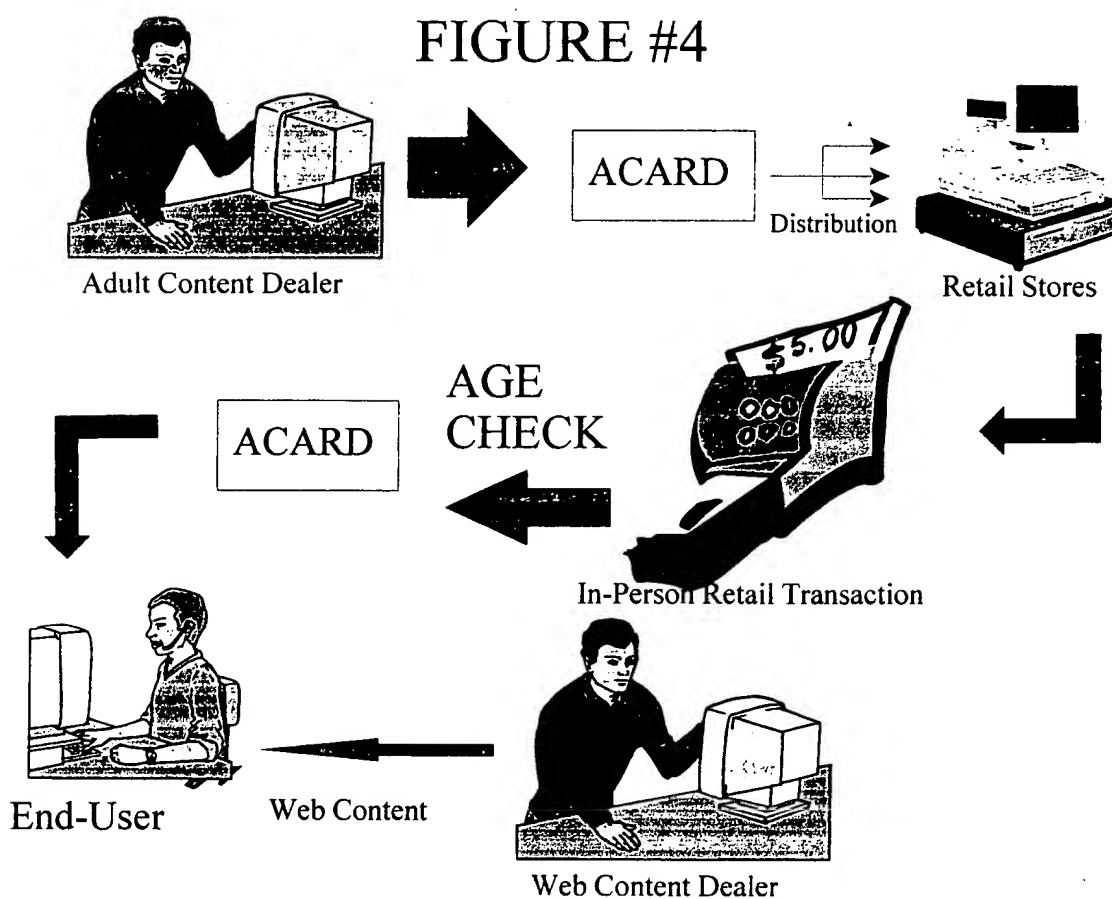 FIGURE #4
ACARD
Distribution
Adult Content Dealer
Retail Stores
$5.00
AGE
CHECK
ACARD
In-Person Retail Transaction
End-User
Web Content
Web Content Dealer